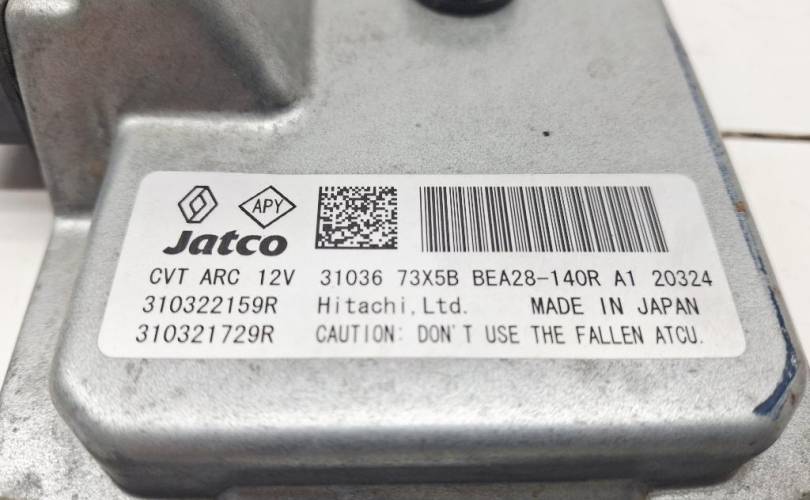 APY
Jatco
CVT ARC 12V 31036 73X5B BEA28-140R A1 20324
310322159R Hitachi,Ltd. MADE IN JAPAN
310321729R CAUTION: DON'T USE THE FALLEN ATCU.